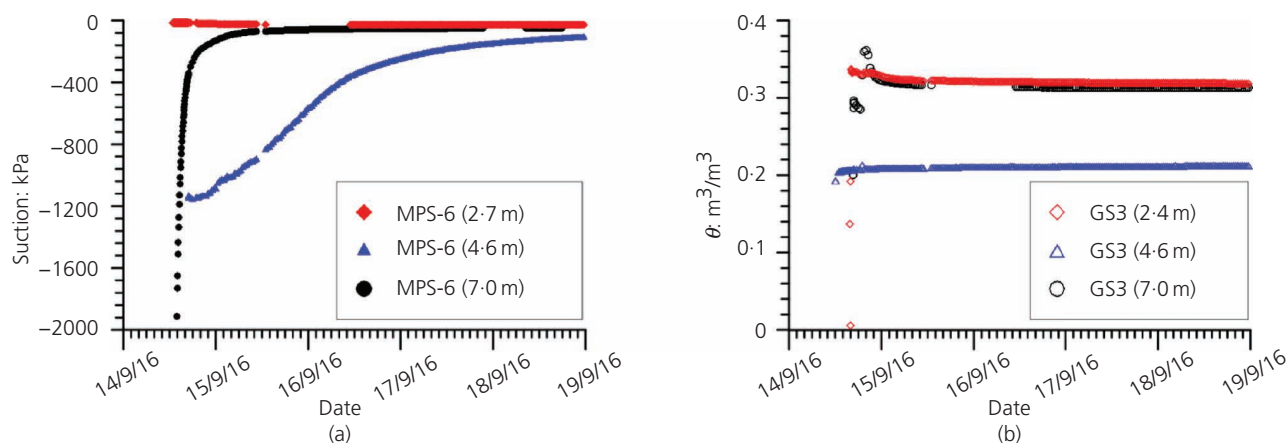 0
−400
−800
−1200
−1600
−2000
Suction: kPa
MPS-6 (2·7 m)
MPS-6 (4·6 m)
MPS-6 (7·0 m)
14/9/16
15/9/16
16/9/16
17/9/16
18/9/16
19/9/16
Date
(a)
0·4
0·3
0·2
0·1
0
θ: m³/m³
GS3 (2·4 m)
GS3 (4·6 m)
GS3 (7·0 m)
14/9/16
15/9/16
16/9/16
17/9/16
18/9/16
19/9/16
Date
(b)